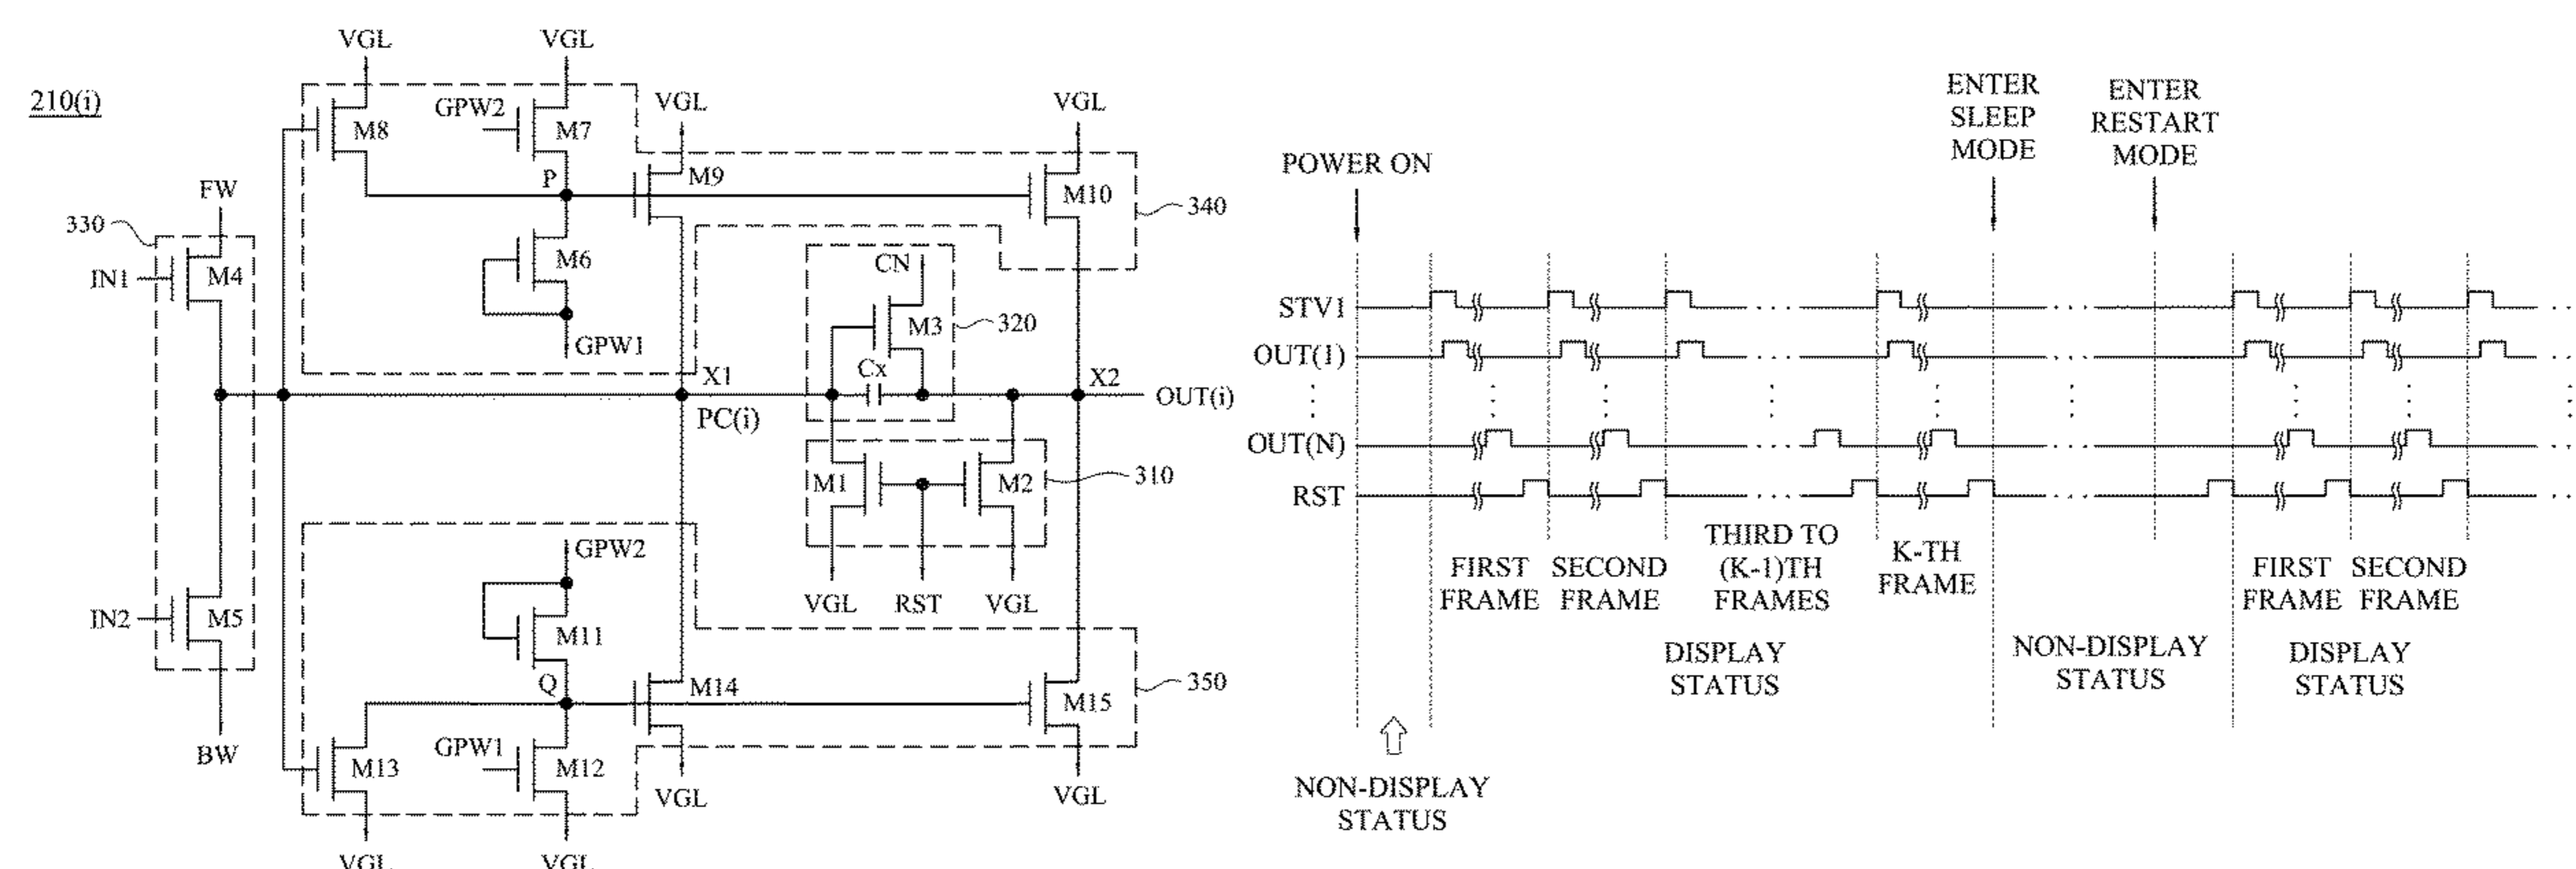 210(i)
VGL
VGL
GPW2
M8
M7
VGL
VGL
P
M9
M10
340
FW
330
IN1
M4
M6
GPW1
CN
M3
320
Cx
X1
PC(i)
X2
OUT(i)
M1
M2
310
VGL
RST
VGL
GPW2
IN2
M5
M11
Q
M14
M15
350
BW
GPW1
M13
M12
VGL
VGL
VGL
VGL
POWER ON
ENTER
SLEEP
MODE
ENTER
RESTART
MODE
STV1
OUT(1)
OUT(N)
RST
FIRST
FRAME
SECOND
FRAME
THIRD TO
(K-1)TH
FRAMES
K-TH
FRAME
FIRST
FRAME
SECOND
FRAME
DISPLAY
STATUS
NON-DISPLAY
STATUS
DISPLAY
STATUS
NON-DISPLAY
STATUS